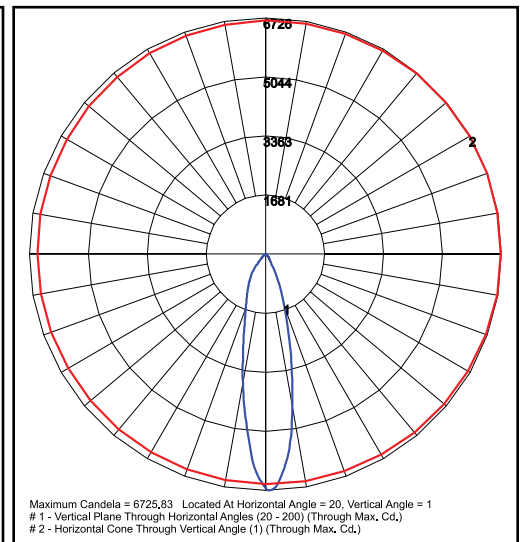 6726
5044
3363
2
1681
1
Maximum Candela = 6725.83 Located At Horizontal Angle = 20, Vertical Angle = 1
# 1 - Vertical Plane Through Horizontal Angles (20 - 200) (Through Max. Cd.)
# 2 - Horizontal Cone Through Vertical Angle (1) (Through Max. Cd.)